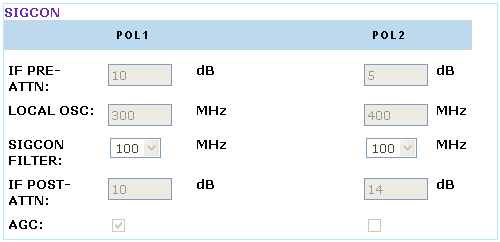 SIGCON
POL1 POL2
IF PRE-ATTN: 10 dB 5 dB
LOCAL OSC: 300 MHz 400 MHz
SIGCON FILTER: 100 MHz 100 MHz
IF POST-ATTN: 10 dB 14 dB
AGC: